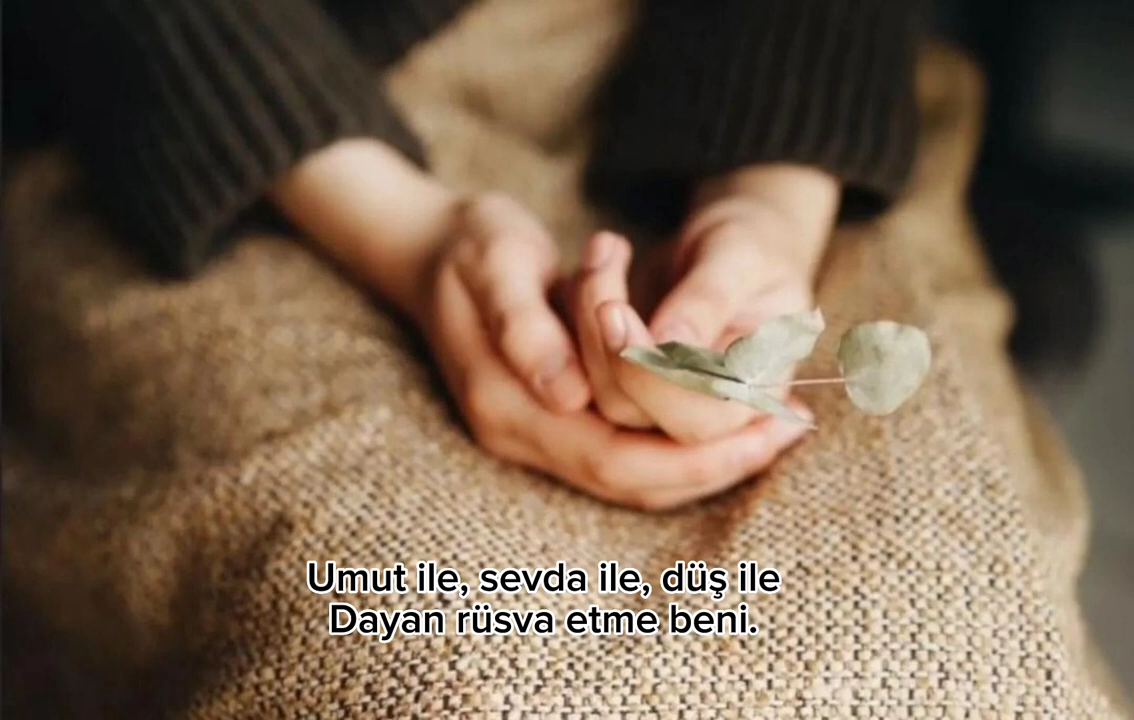 Umut ile, sevda ile, düş ile
Dayan rüsva etme beni.